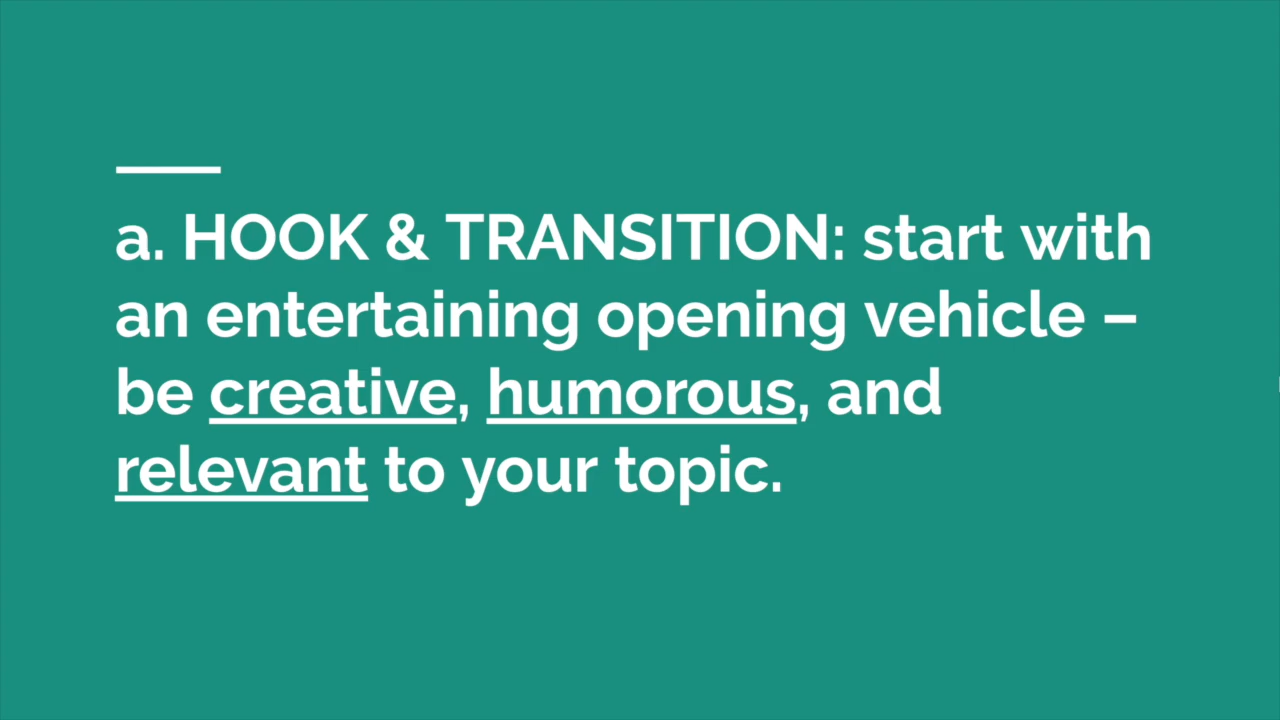 a. HOOK & TRANSITION: start with
an entertaining opening vehicle –
be creative, humorous, and
relevant to your topic.